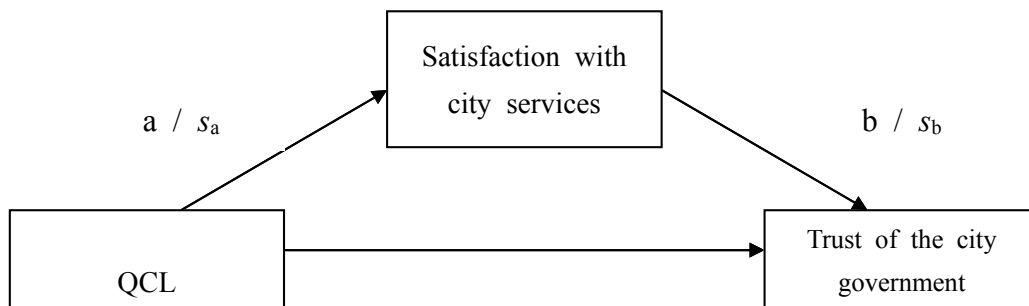 Satisfaction with
city services
a / sa
b / sb
QCL
Trust of the city
government